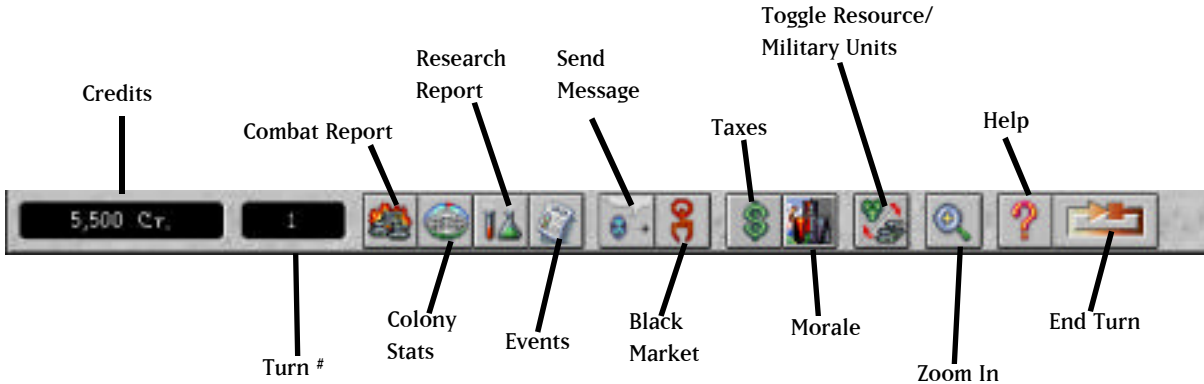 Toggle Resource/
Military Units
Research
Report
Send
Message
Credits
Combat Report
Taxes
Help
5,500 Cr.
1
Colony
Stats
Events
Black
Market
Morale
End Turn
Turn #
Zoom In